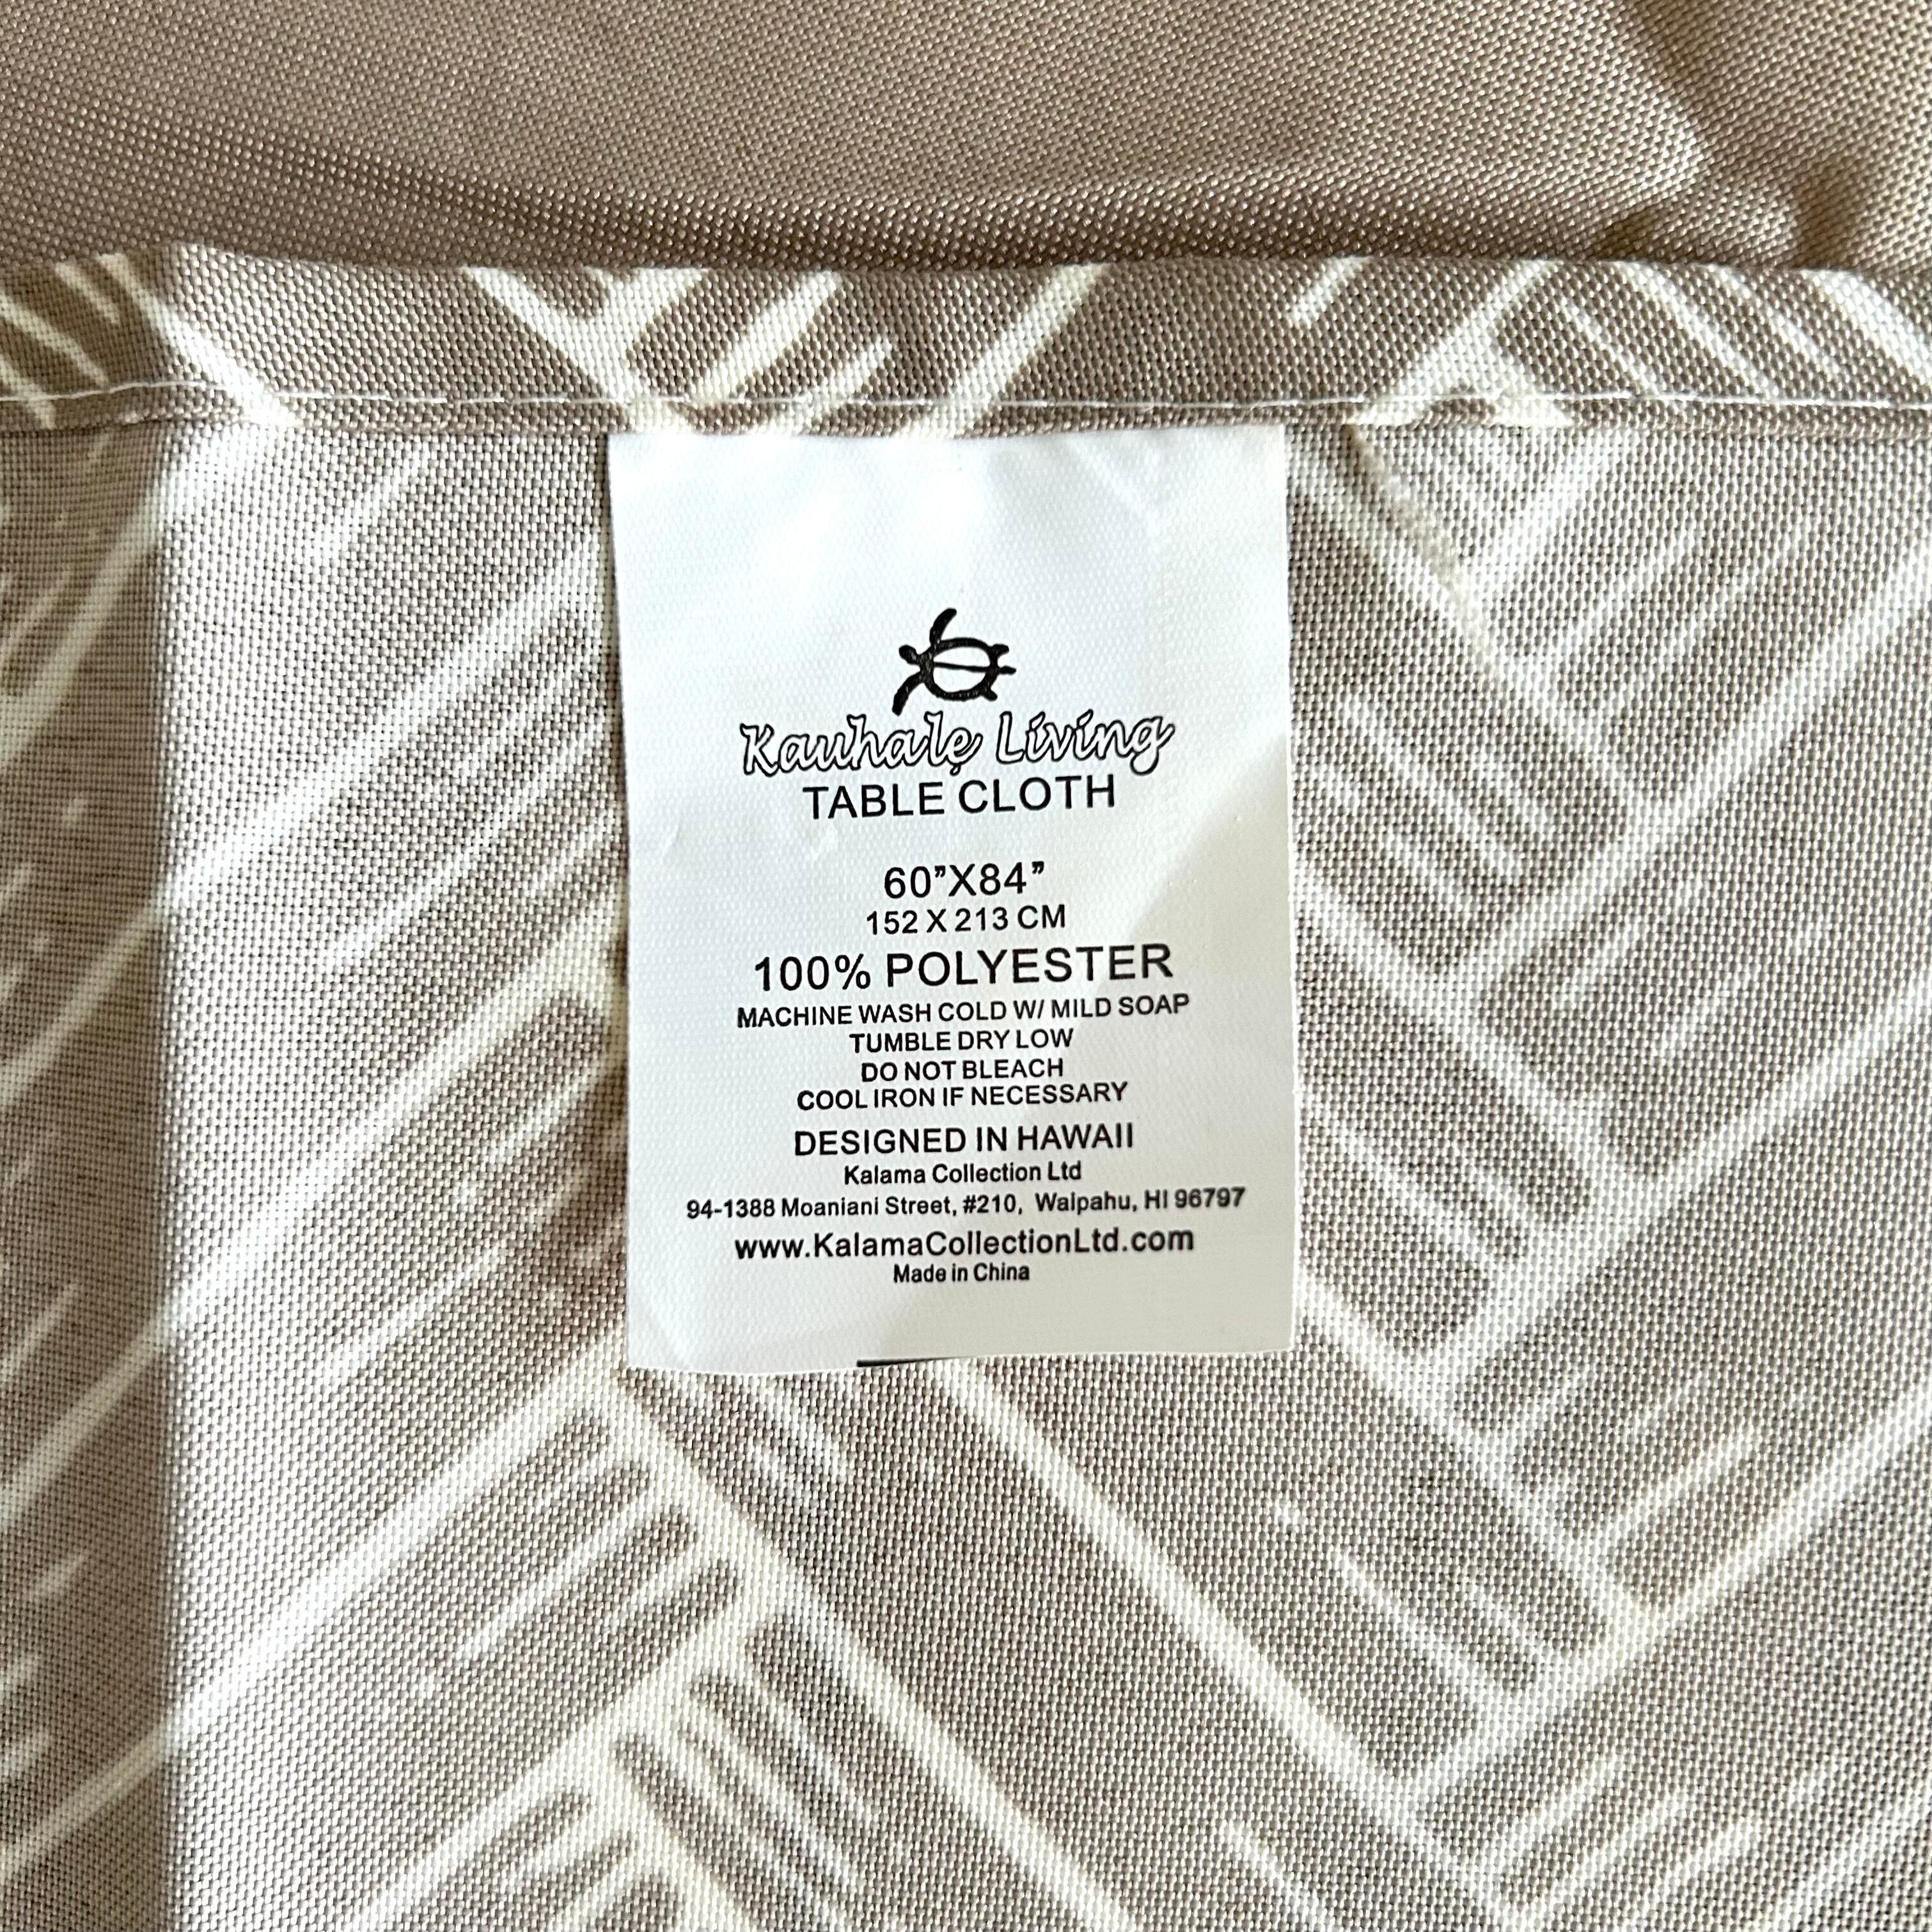 Kauhale Living
TABLE CLOTH
60”X84”
152 X 213 CM
100% POLYESTER
MACHINE WASH COLD W/ MILD SOAP
TUMBLE DRY LOW
DO NOT BLEACH
COOL IRON IF NECESSARY
DESIGNED IN HAWAII
Kalama Collection Ltd
94-1388 Moaniani Street, #210, Waipahu, HI 96797
www.KalamaCollectionLtd.com
Made in China